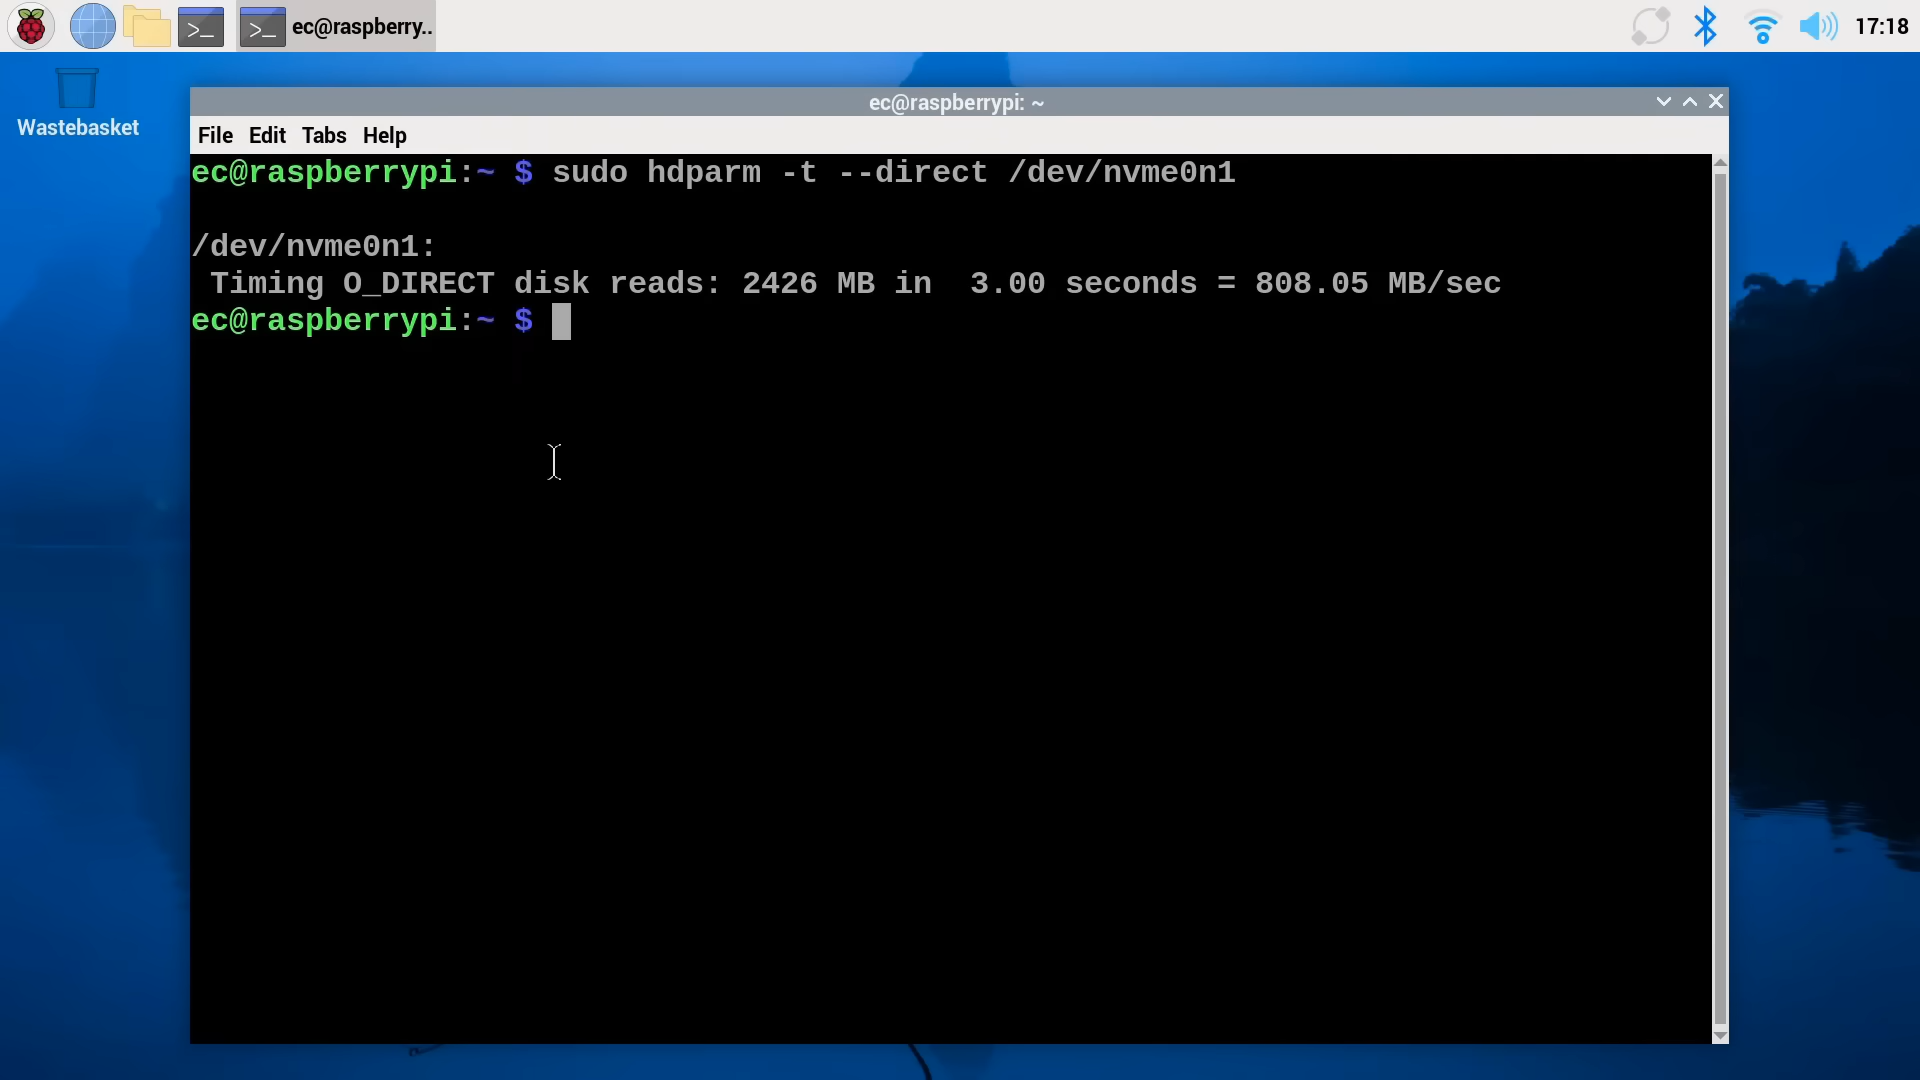 ec@raspberry..
17:18
Wastebasket
ec@raspberrypi: ~
File Edit Tabs Help
ec@raspberrypi:~ $ sudo hdparm -t --direct /dev/nvme0n1
/dev/nvme0n1:
Timing O_DIRECT disk reads: 2426 MB in  3.00 seconds = 808.05 MB/sec
ec@raspberrypi:~ $